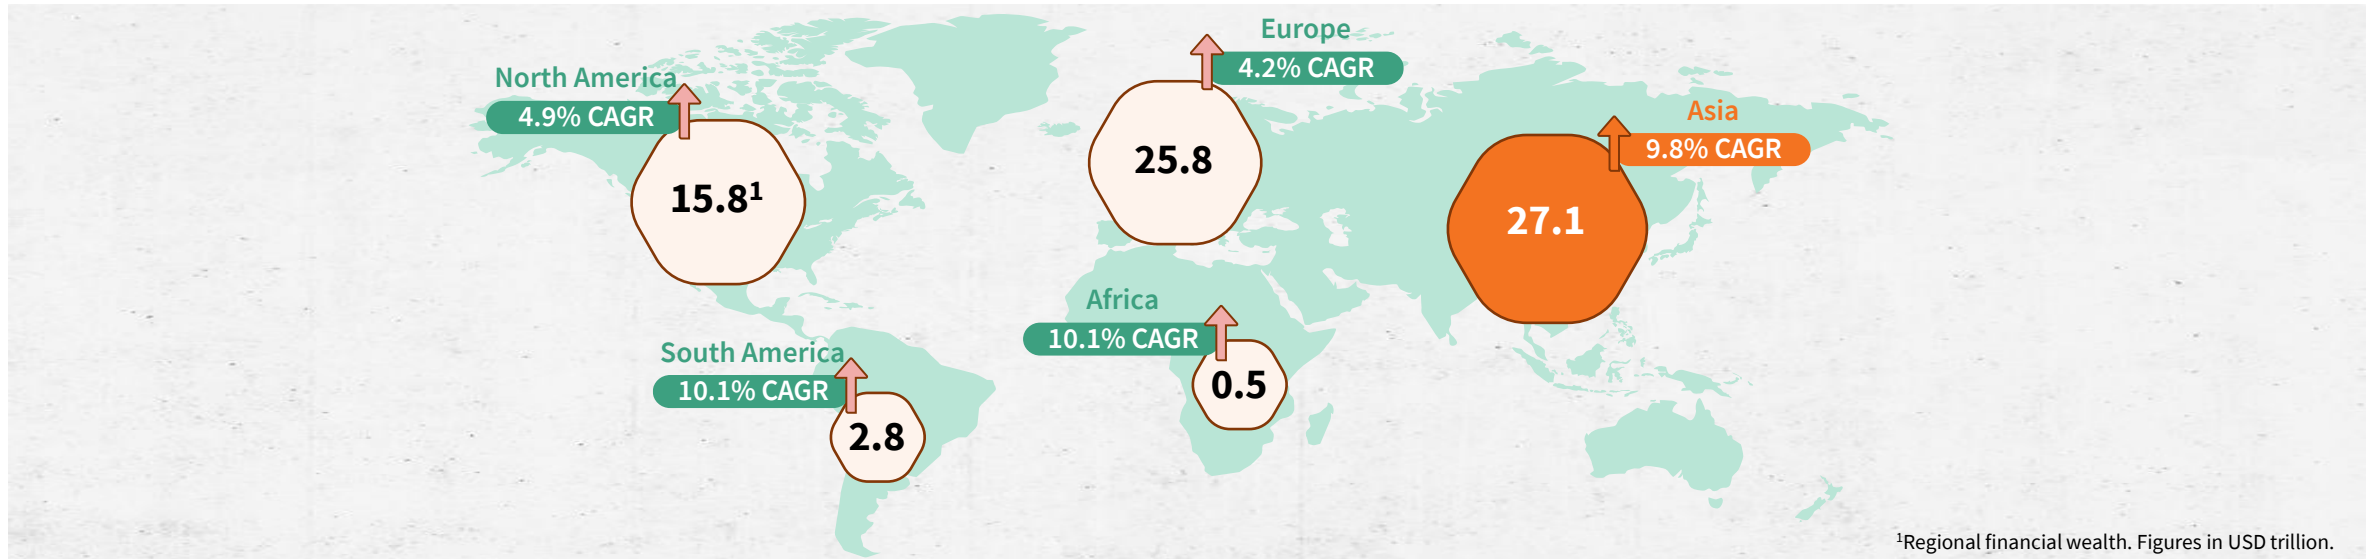 North America
4.9% CAGR
15.8¹
Europe
4.2% CAGR
25.8
Asia
9.8% CAGR
27.1
South America
10.1% CAGR
2.8
Africa
10.1% CAGR
0.5
¹Regional financial wealth. Figures in USD trillion.